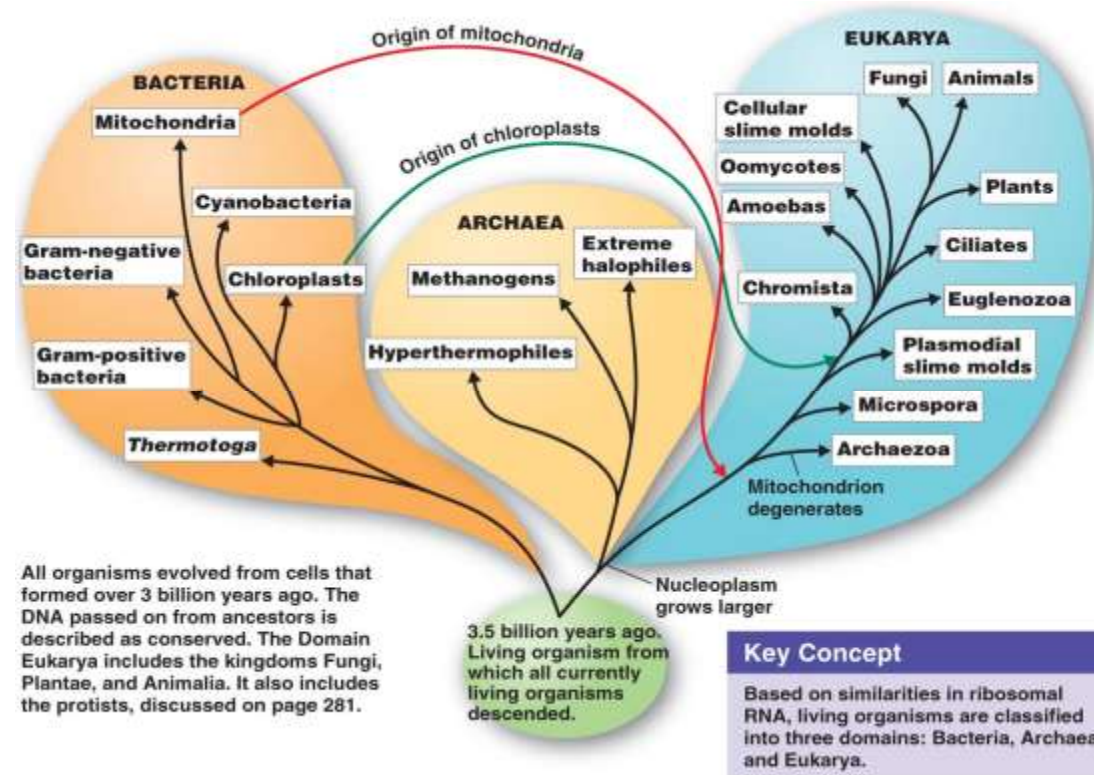 Origin of mitochondria
EUKARYA
BACTERIA
Fungi
Animals
Mitochondria
Cellular
slime molds
Origin of chloroplasts
Oomycotes
Plants
Cyanobacteria
Amoebas
ARCHAEA
Gram-negative
bacteria
Chloroplasts
Methanogens
Extreme
halophiles
Ciliates
Chromista
Euglenozoa
Gram-positive
bacteria
Hyperthermophiles
Plasmodial
slime molds
Microspora
Thermotoga
Archaezoa
Mitochondrion
degenerates
Nucleoplasm
grows larger
All organisms evolved from cells that
formed over 3 billion years ago. The
DNA passed on from ancestors is
described as conserved. The Domain
Eukarya includes the kingdoms Fungi,
Plantae, and Animalia. It also includes
the protists, discussed on page 281.
3.5 billion years ago.
Living organism from
which all currently
living organisms
descended.
Key Concept
Based on similarities in ribosomal
RNA, living organisms are classified
into three domains: Bacteria, Archaea
and Eukarya.